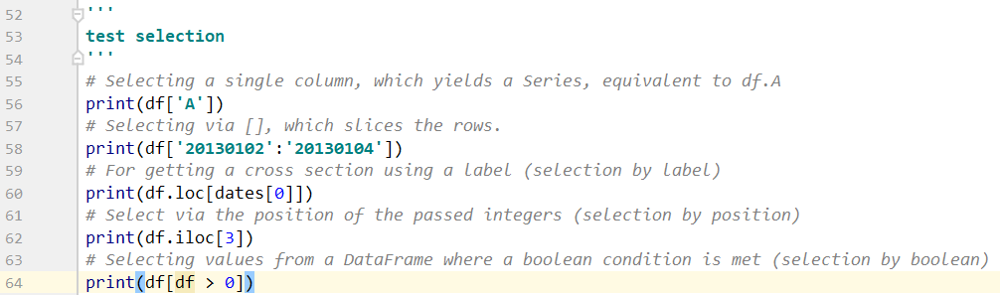 52 '''
53 test selection
54 '''
55 # Selecting a single column, which yields a Series, equivalent to df.A
56 print(df['A'])
57 # Selecting via [], which slices the rows.
58 print(df['20130102':'20130104'])
59 # For getting a cross section using a label (selection by label)
60 print(df.loc[dates[0]])
61 # Select via the position of the passed integers (selection by position)
62 print(df.iloc[3])
63 # Selecting values from a DataFrame where a boolean condition is met (selection by boolean)
64 print(df[df > 0])